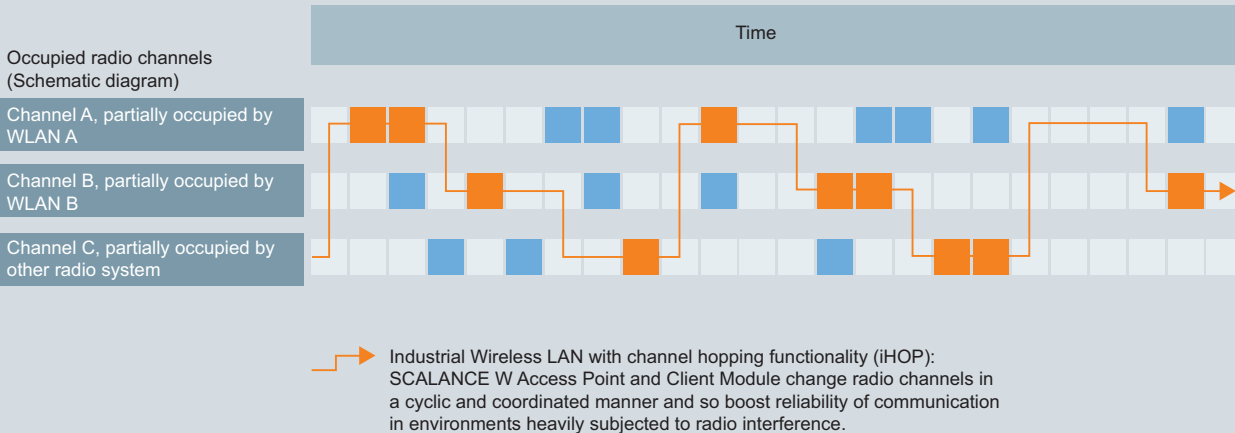 Time
Occupied radio channels
(Schematic diagram)
Channel A, partially occupied by
WLAN A
Channel B, partially occupied by
WLAN B
Channel C, partially occupied by
other radio system
Industrial Wireless LAN with channel hopping functionality (iHOP):
SCALANCE W Access Point and Client Module change radio channels in
a cyclic and coordinated manner and so boost reliability of communication
in environments heavily subjected to radio interference.